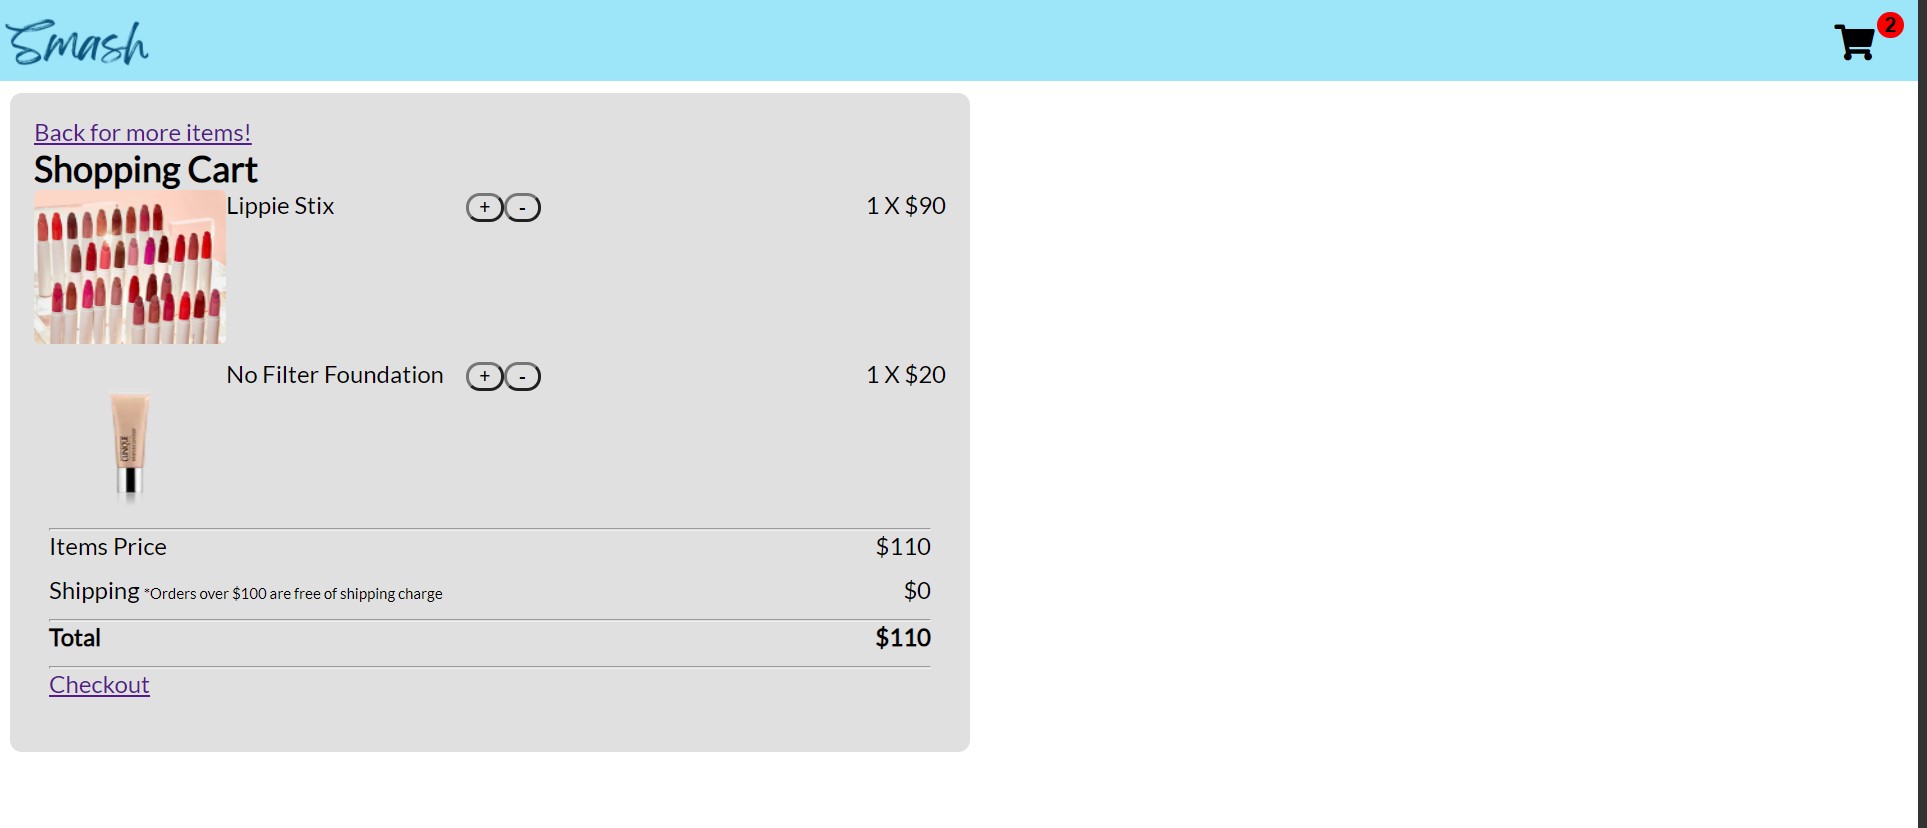 Smash
2
Back for more items!
Shopping Cart
Lippie Stix + - 1 X $90
No Filter Foundation + - 1 X $20
CLINIQUE
Items Price $110
Shipping *Orders over $100 are free of shipping charge $0
Total $110
Checkout